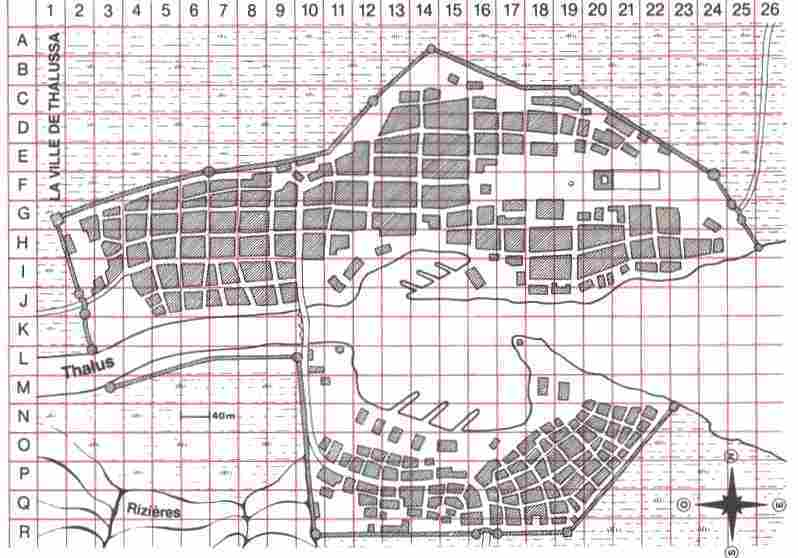 1 2 3 4 5 6 7 8 9 10 11 12 13 14 15 16 17 18 19 20 21 22 23 24 25 26
A
B
C
D
E
F
G
H
I
J
K
L
M
N
O
P
Q
R
LA VILLE DE THALUSSA
Thalus
40m
Rizières
N
O
E
S